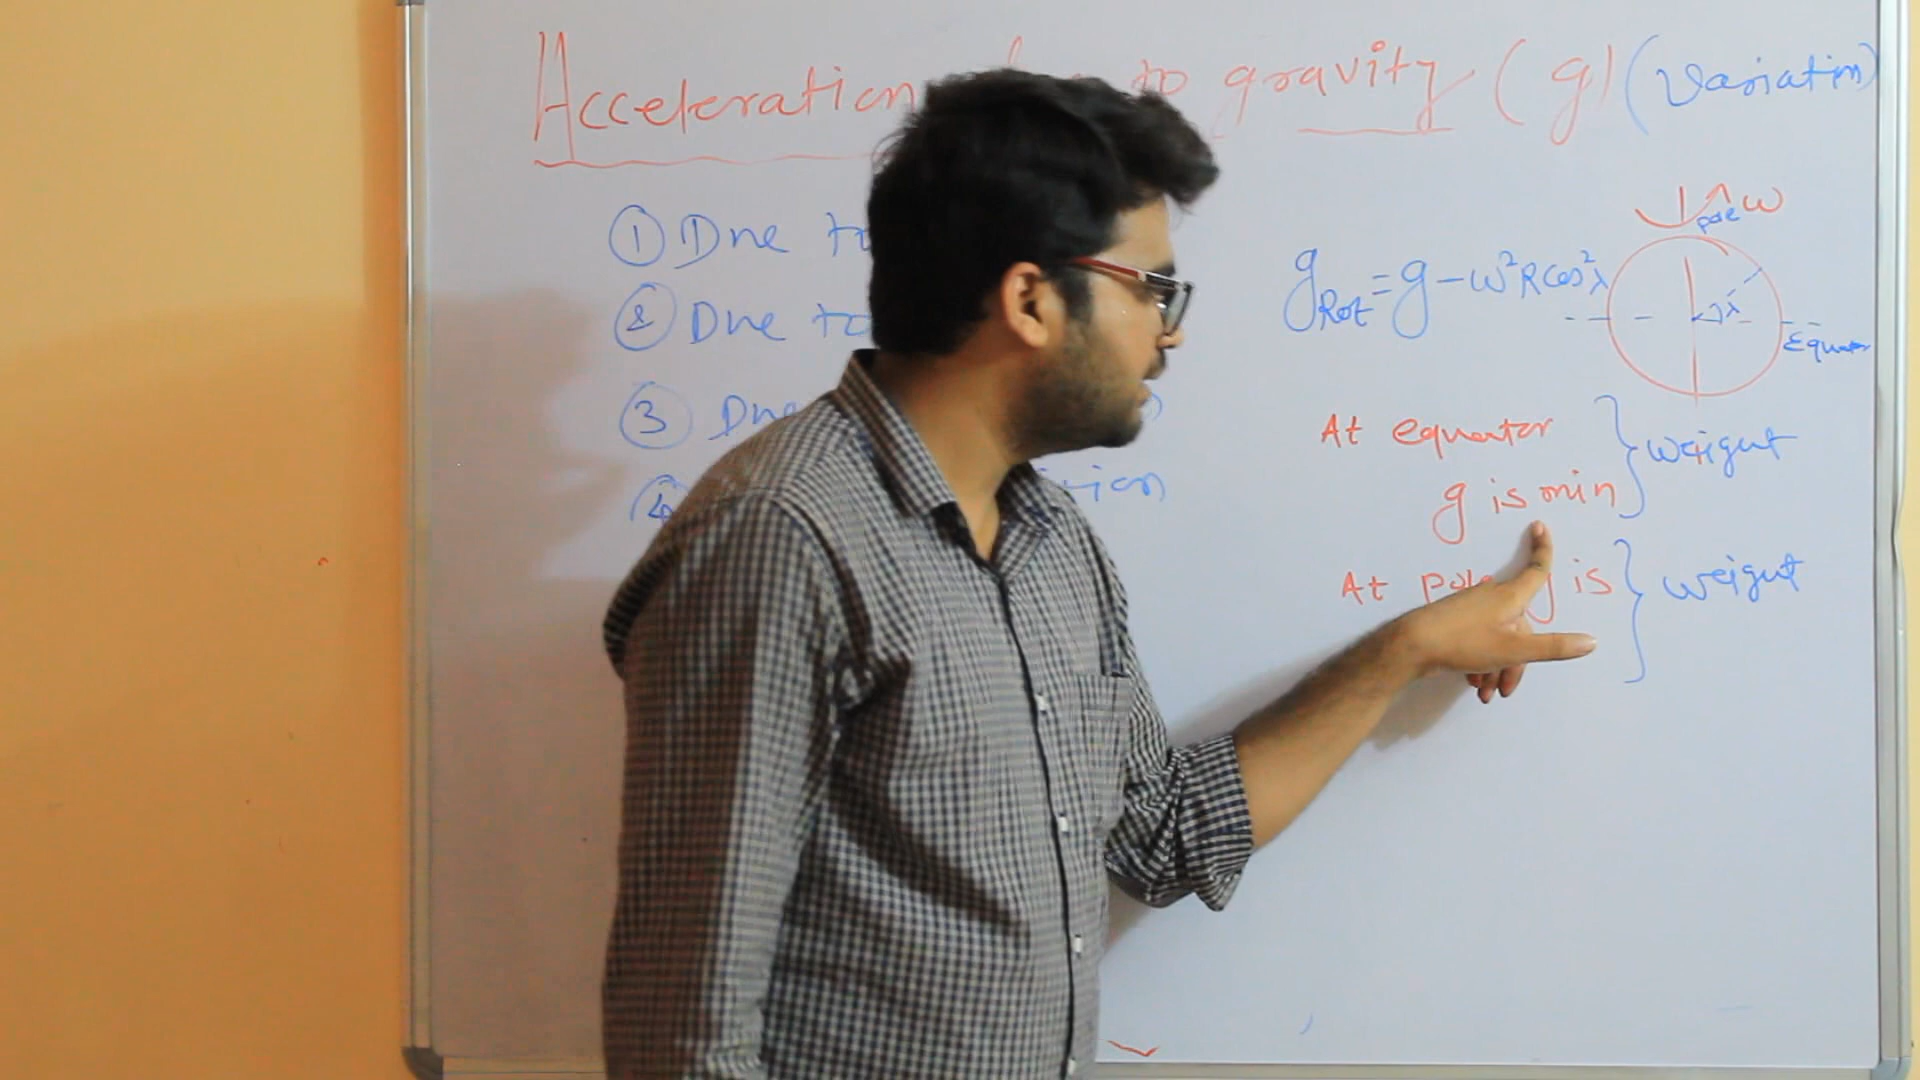 Acceleration to gravity (g) (Variation)
① Due to
② Due to
③ Due
④
ω
pole
g_Rot = g - ω²R cos²λ
λ
Equator
At equator
g is min
} weight
At pole g is
} weight